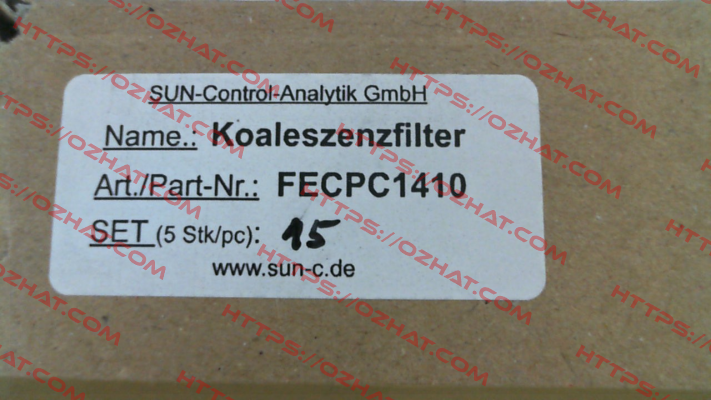 SUN-Control-Analytik GmbH
Name.: Koaleszenzfilter
Art./Part-Nr.: FECPC1410
SET (5 Stk/pc): 15
www.sun-c.de
HTTPS://OZHAT.COM